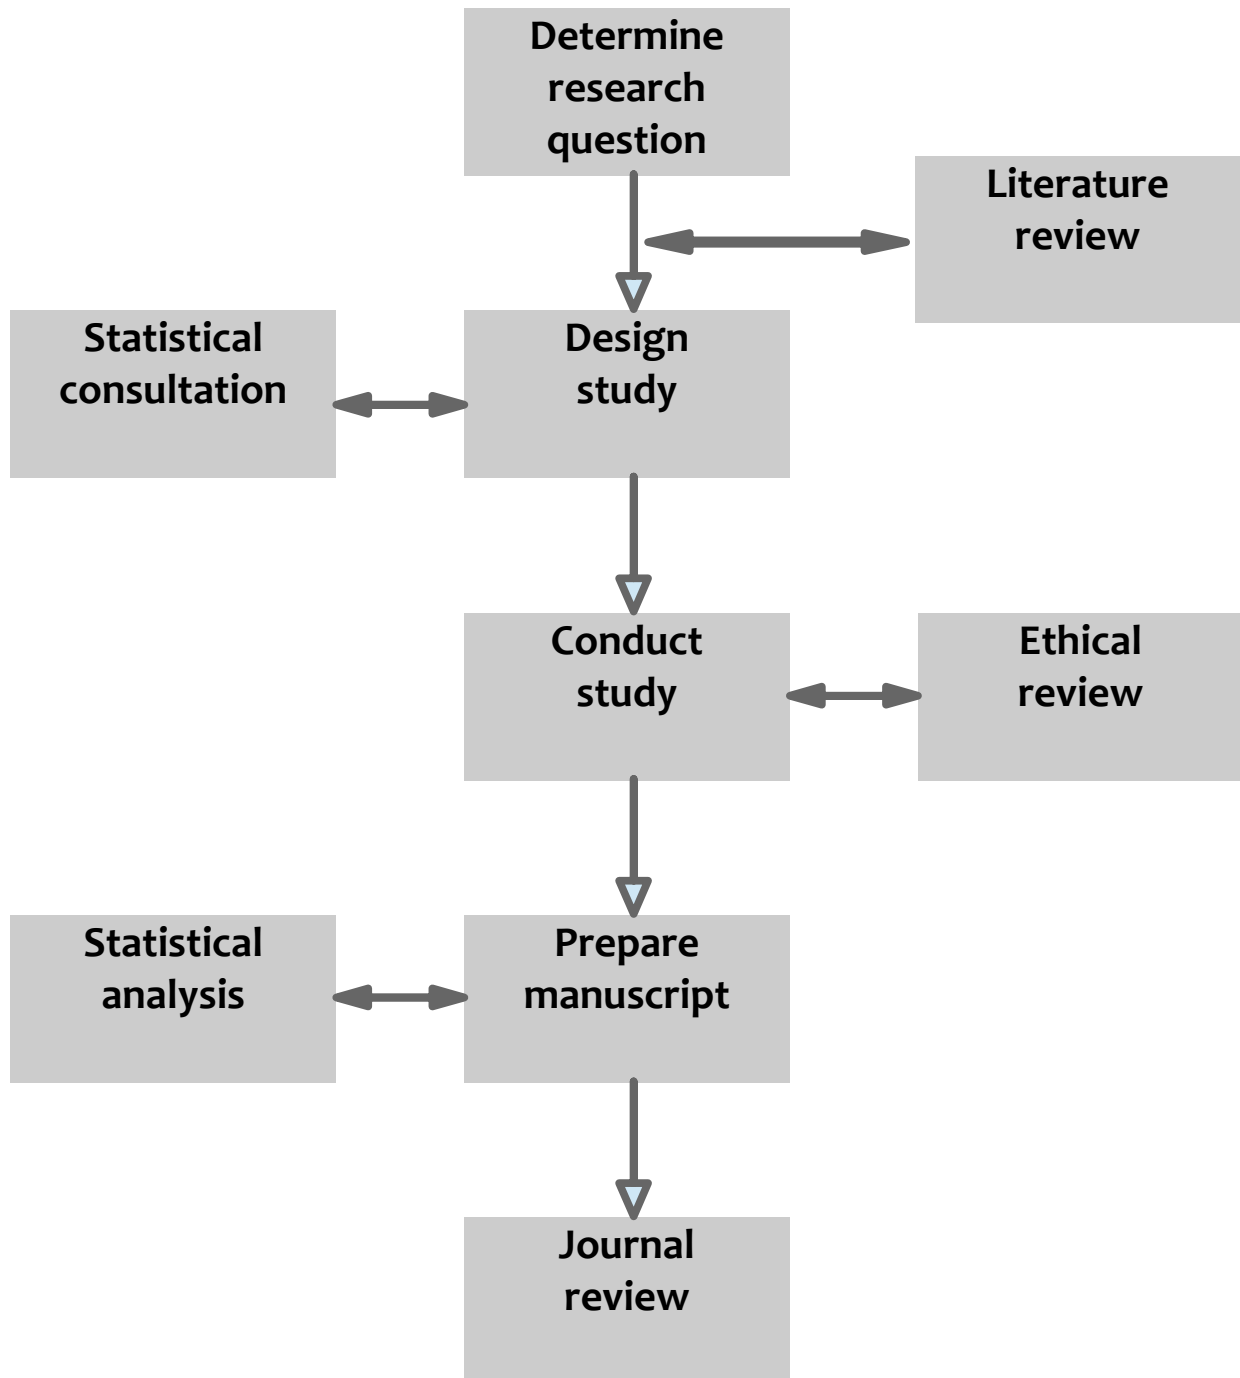 Determine
research
question
Literature
review
Statistical
consultation
Design
study
Conduct
study
Ethical
review
Statistical
analysis
Prepare
manuscript
Journal
review